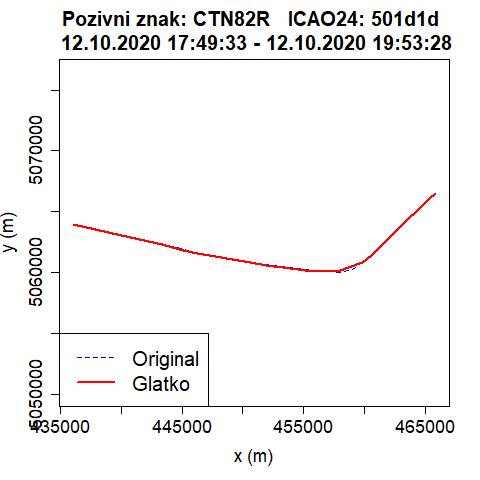 Pozivni znak: CTN82R   ICAO24: 501d1d
12.10.2020 17:49:33 - 12.10.2020 19:53:28
5070000
5060000
5050000
y (m)
Original
Glatko
435000
445000
455000
465000
x (m)